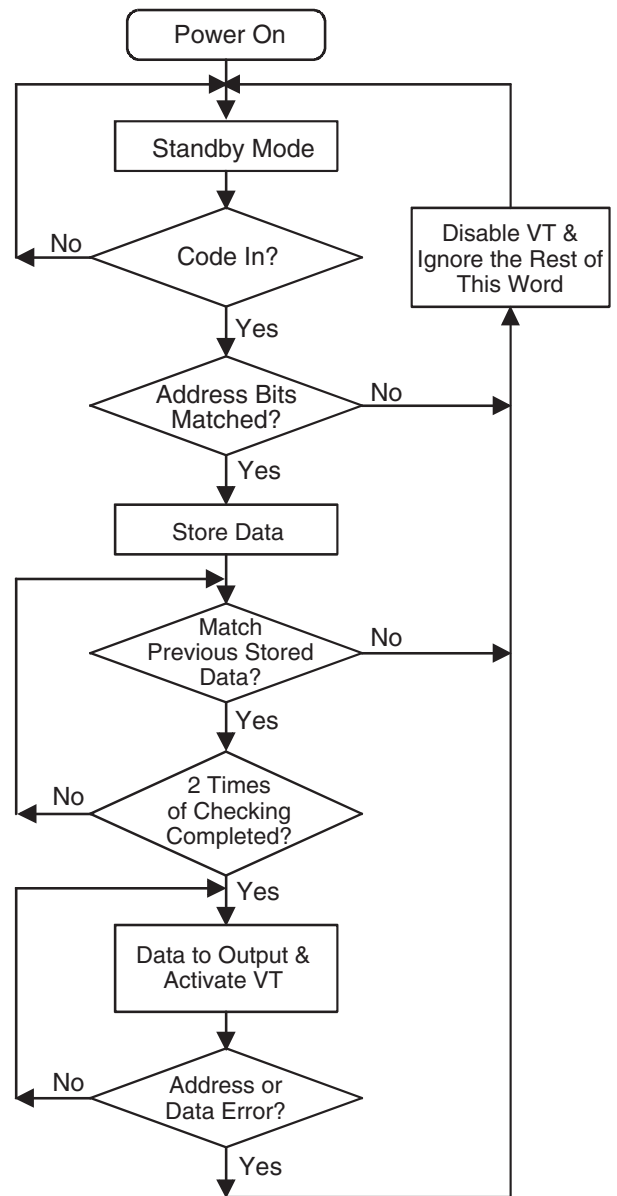 Power On
Standby Mode
Code In?
No
Yes
Disable VT &
Ignore the Rest of
This Word
Address Bits
Matched?
No
Yes
Store Data
Match
Previous Stored
Data?
No
Yes
2 Times
of Checking
Completed?
No
Yes
Data to Output &
Activate VT
Address or
Data Error?
No
Yes